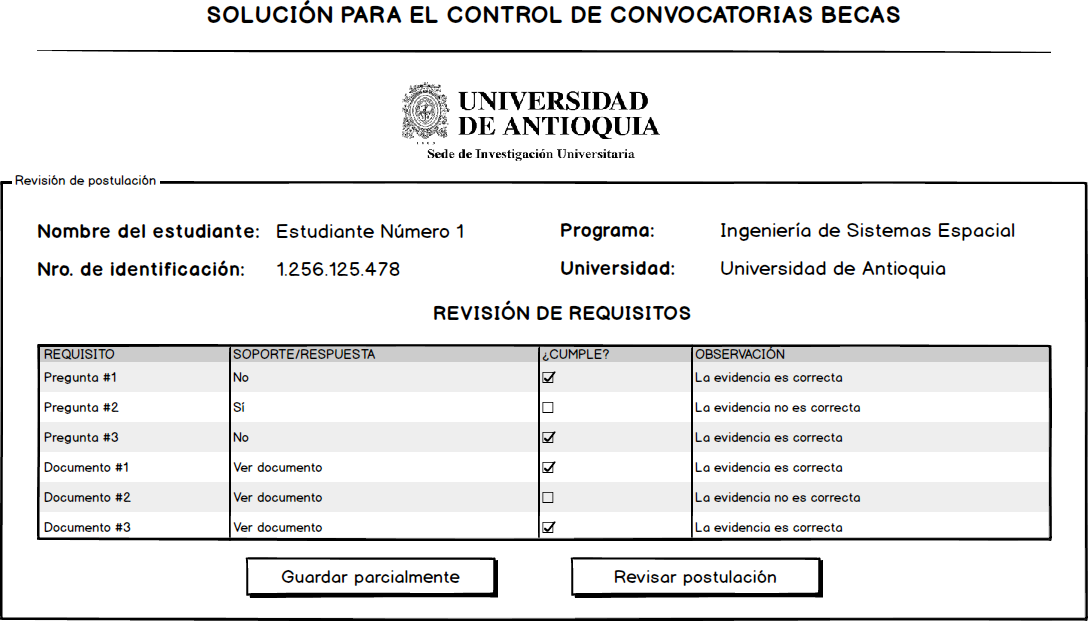 SOLUCIÓN PARA EL CONTROL DE CONVOCATORIAS BECAS
UNIVERSIDAD
DE ANTIOQUIA
Sede de Investigación Universitaria
Revisión de postulación
Nombre del estudiante: Estudiante Número 1 Programa: Ingeniería de Sistemas Espacial
Nro. de identificación: 1.256.125.478 Universidad: Universidad de Antioquia
REVISIÓN DE REQUISITOS
REQUISITO SOPORTE/RESPUESTA ¿CUMPLE? OBSERVACIÓN
Pregunta #1 No La evidencia es correcta
Pregunta #2 Sí La evidencia no es correcta
Pregunta #3 No La evidencia es correcta
Documento #1 Ver documento La evidencia es correcta
Documento #2 Ver documento La evidencia no es correcta
Documento #3 Ver documento La evidencia es correcta
Guardar parcialmente Revisar postulación